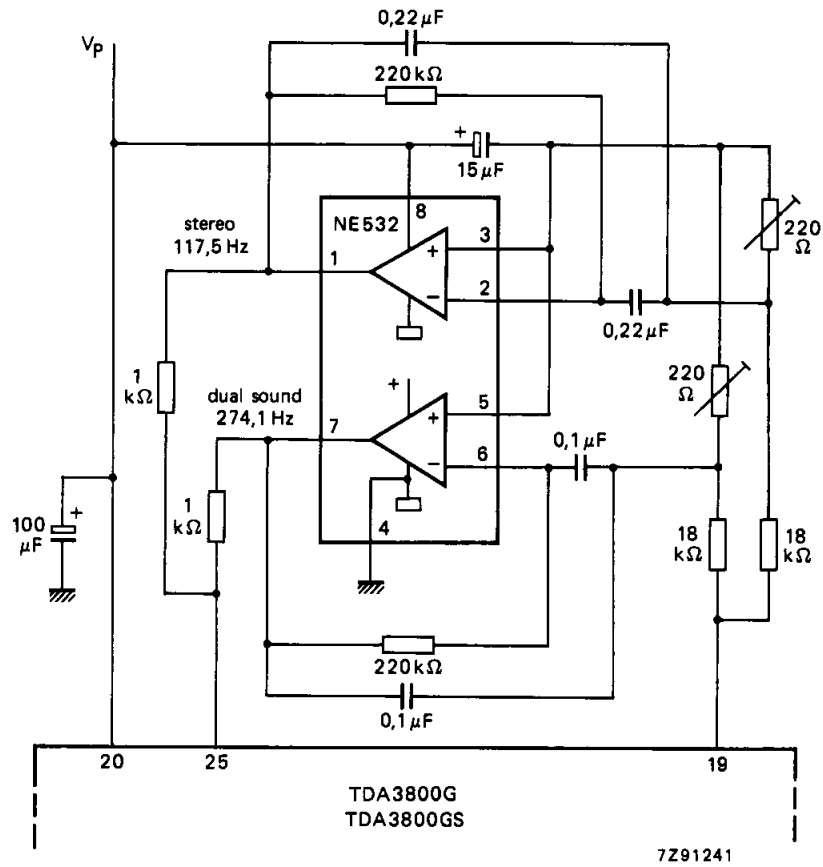 0,22 µF
Vp
220 kΩ
+
15 µF
8
NE532
stereo
117,5 Hz
1
+
3
−
2
220
Ω
0,22 µF
1
kΩ
dual sound
274,1 Hz
7
+
+
5
−
6
220
Ω
0,1 µF
4
1
kΩ
100
µF
+
18
kΩ
18
kΩ
220 kΩ
0,1 µF
20
25
19
TDA3800G
TDA3800GS
7Z91241